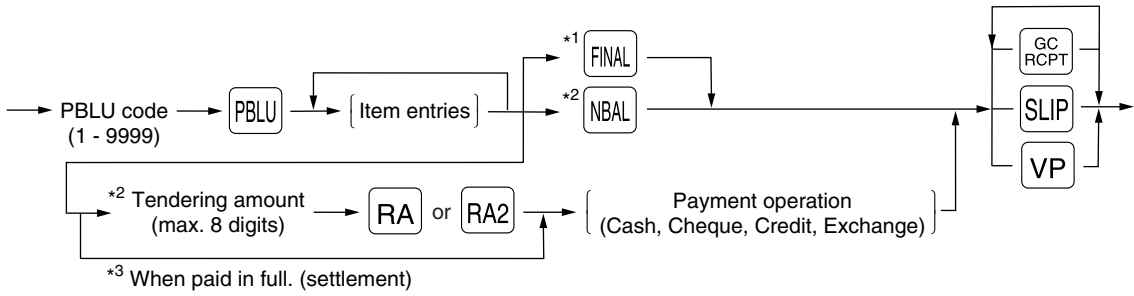 *1 FINAL
GC
RCPT
PBLU code
(1 - 9999)
PBLU
Item entries
*2 NBAL
SLIP
VP
*2 Tendering amount
(max. 8 digits)
RA or RA2
Payment operation
(Cash, Cheque, Credit, Exchange)
*3 When paid in full. (settlement)